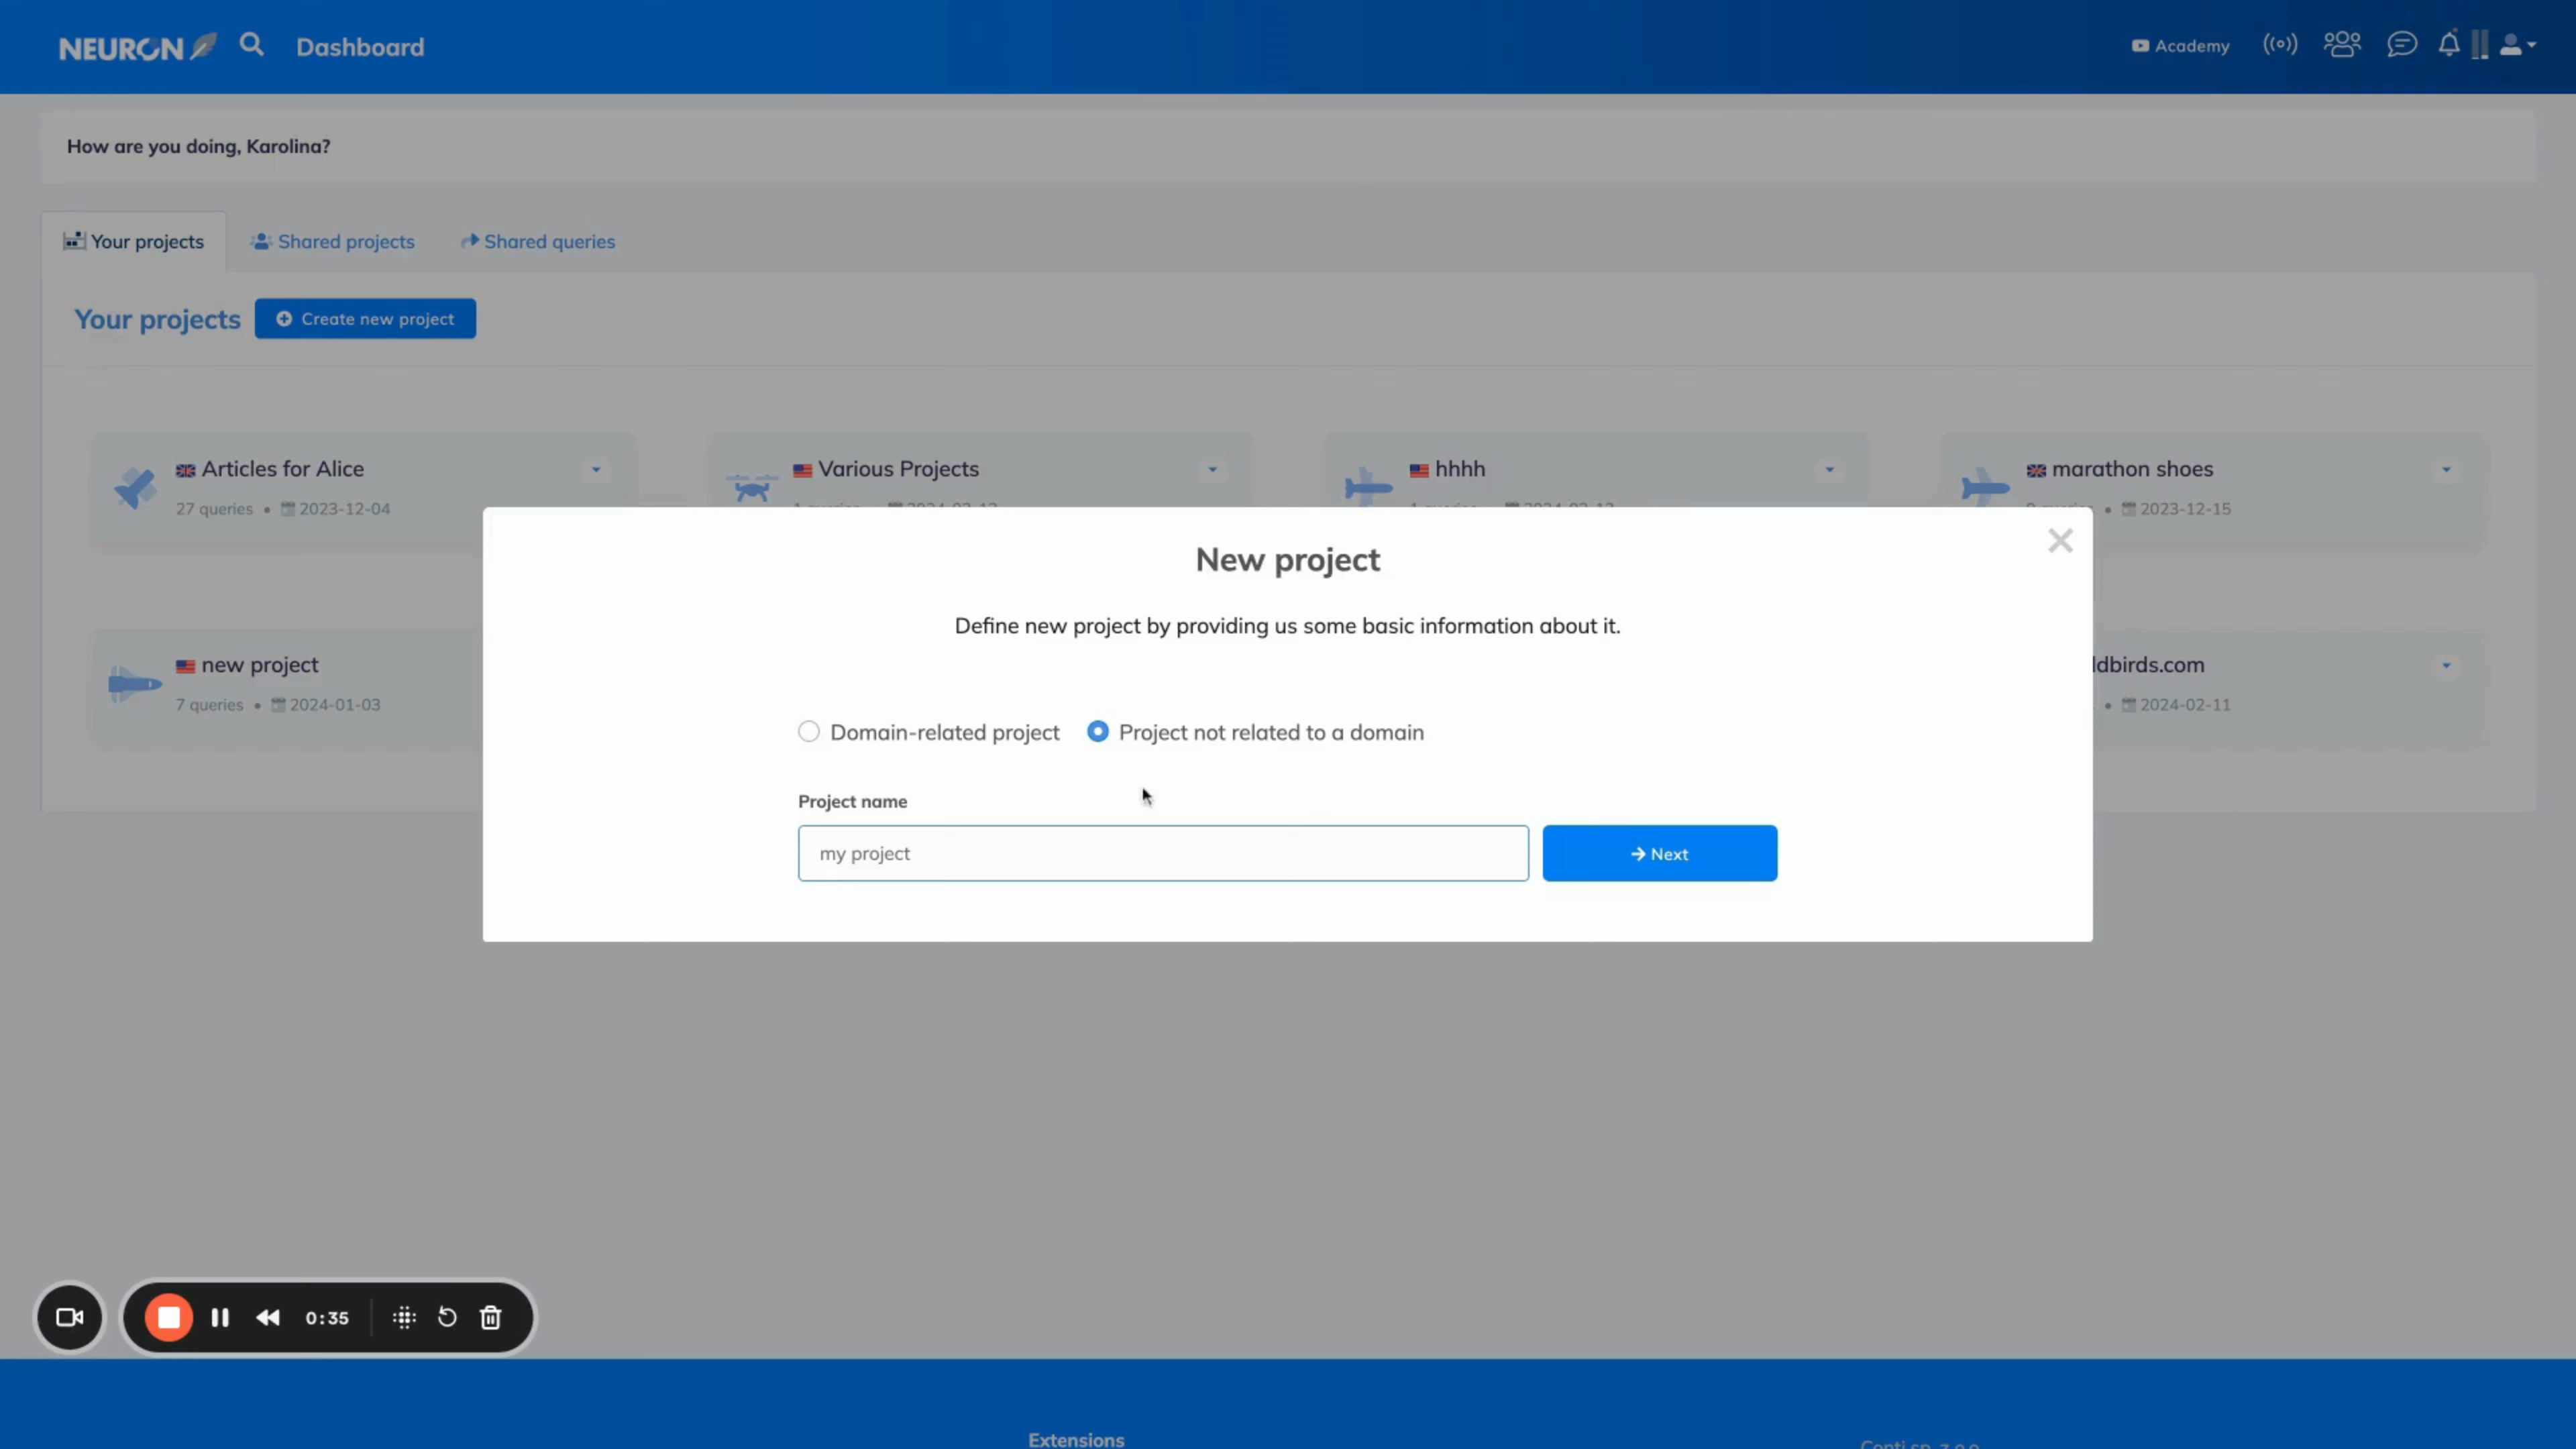 NEURON
Dashboard
Academy
How are you doing, Karolina?
Your projects
Shared projects
Shared queries
Your projects
Create new project
Articles for Alice
27 queries • 2023-12-04
Various Projects
hhhh
marathon shoes
• 2023-12-15
New project
Define new project by providing us some basic information about it.
new project
7 queries • 2024-01-03
ldbirds.com
• 2024-02-11
Domain-related project
Project not related to a domain
Project name
my project
Next
0:35
Extensions